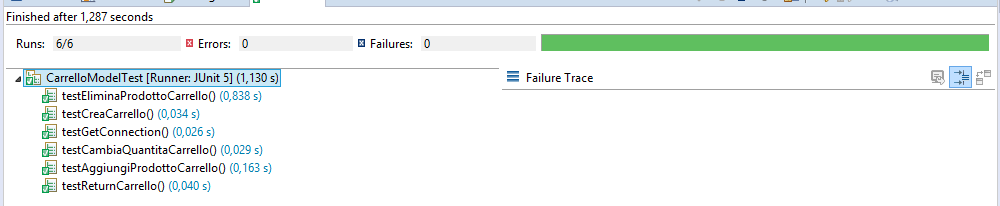 Finished after 1,287 seconds
Runs: 6/6 Errors: 0 Failures: 0
CarrelloModelTest [Runner: JUnit 5] (1,130 s)
Failure Trace
testEliminaProdottoCarrello() (0,838 s)
testCreaCarrello() (0,034 s)
testGetConnection() (0,026 s)
testCambiaQuantitaCarrello() (0,029 s)
testAggiungiProdottoCarrello() (0,163 s)
testReturnCarrello() (0,040 s)